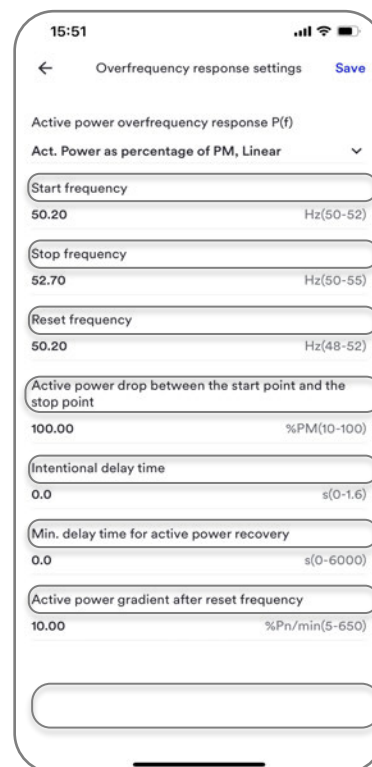 15:51
Overfrequency response settings Save
Active power overfrequency response P(f)
Act. Power as percentage of PM, Linear
Start frequency
50.20 Hz(50-52)
Stop frequency
52.70 Hz(50-55)
Reset frequency
50.20 Hz(48-52)
Active power drop between the start point and the
stop point
100.00 %PM(10-100)
Intentional delay time
0.0 s(0-1.6)
Min. delay time for active power recovery
0.0 s(0-6000)
Active power gradient after reset frequency
10.00 %Pn/min(5-650)